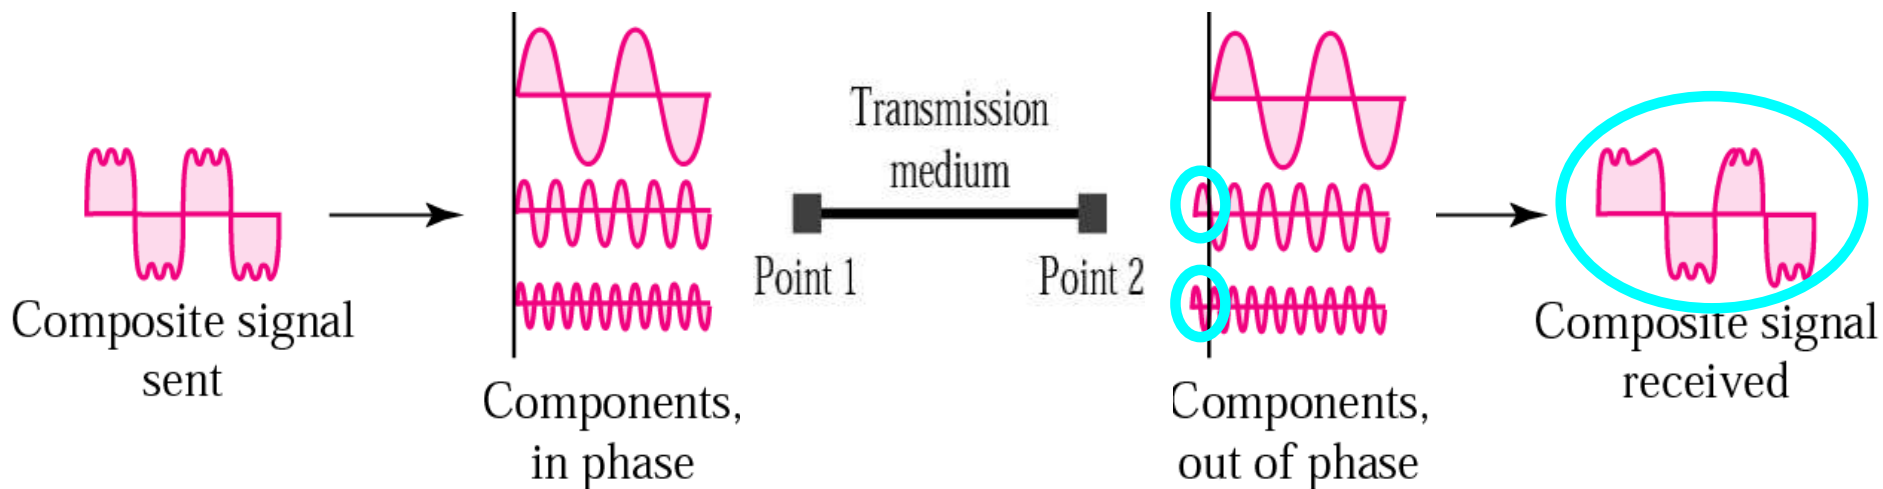 Composite signal
sent
Components,
in phase
Transmission
medium
Point 1
Point 2
Components,
out of phase
Composite signal
received